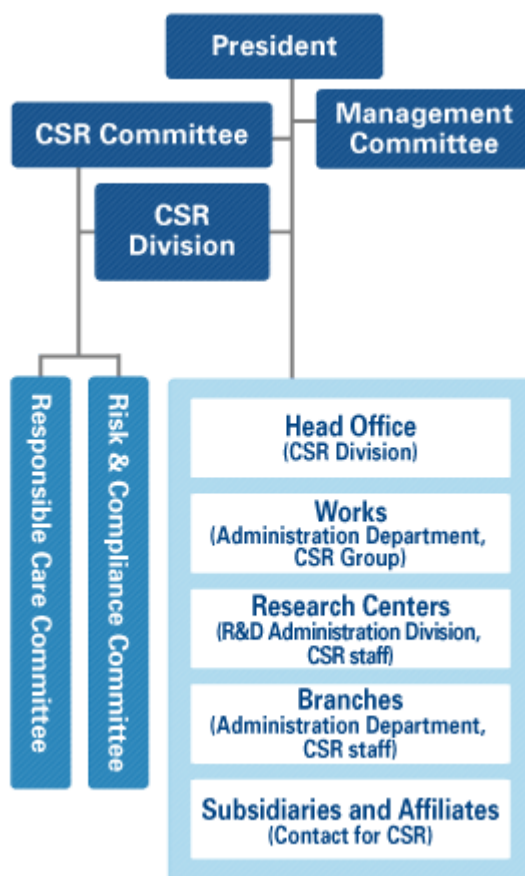 President
CSR Committee
Management
Committee
CSR
Division
Responsible Care Committee
Risk & Compliance Committee
Head Office
(CSR Division)
Works
(Administration Department,
CSR Group)
Research Centers
(R&D Administration Division,
CSR staff)
Branches
(Administration Department,
CSR staff)
Subsidiaries and Affiliates
(Contact for CSR)